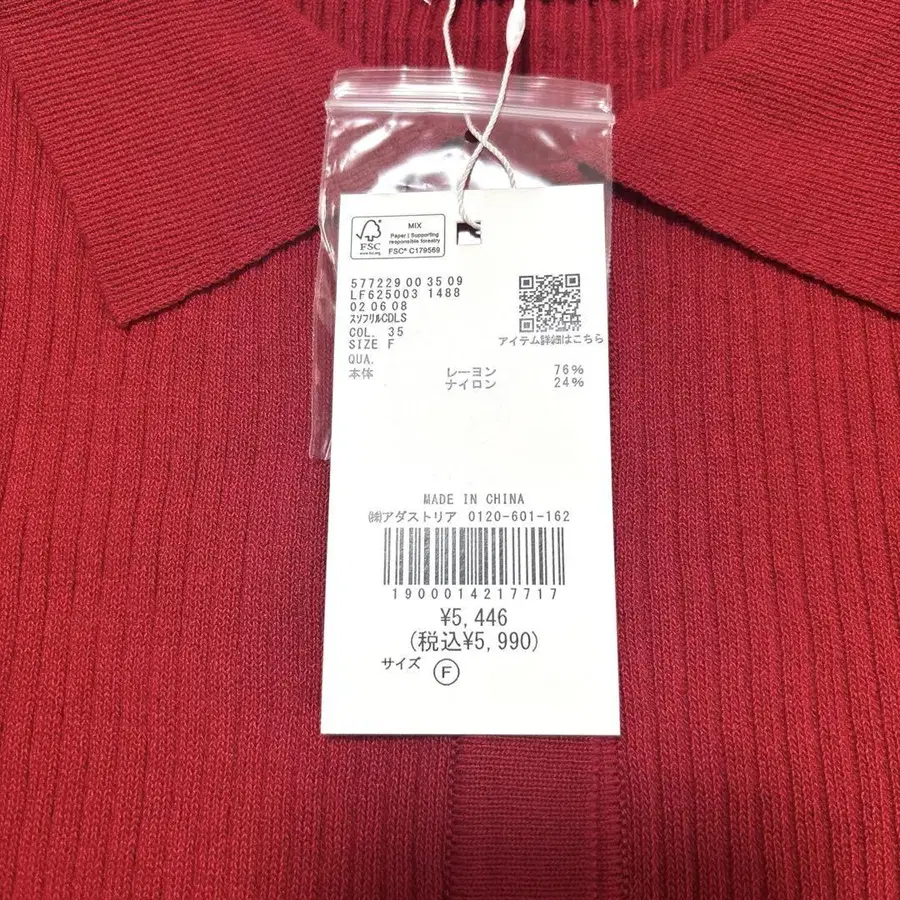 FSC
www.fsc.org
MIX
Paper | Supporting
responsible forestry
FSC® C179569
577229 00 35 09
LF625003 1488
02 06 08
ｽｿﾌﾘﾙCDLS
COL. 35
SIZE F
アイテム詳細はこちら
QUA.
本体 レーヨン 76%
ナイロン 24%
MADE IN CHINA
㈱アダストリア 0120-601-162
1900014217717
¥5,446
(税込¥5,990)
サイズ Ⓕ